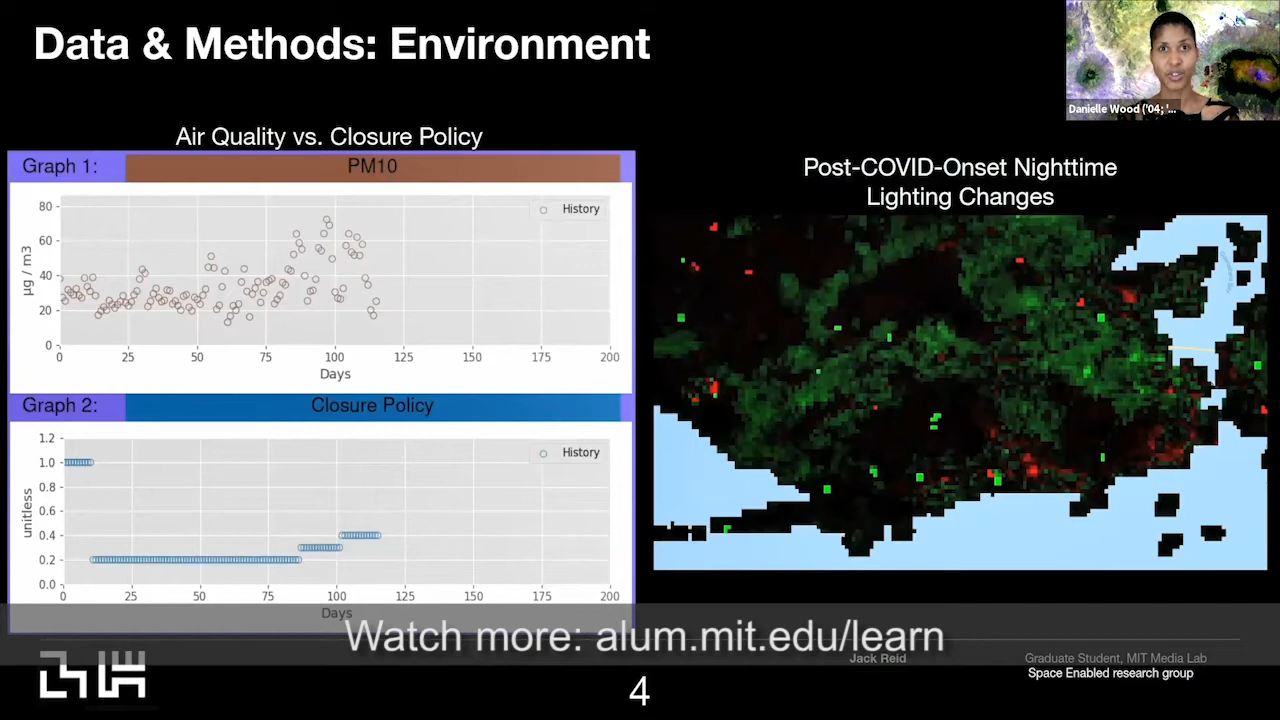 Data & Methods: Environment
Danielle Wood ('04; '...
Air Quality vs. Closure Policy
Graph 1:
PM10
80
60
40
20
0
µg / m3
History
0 25 50 75 100 125 150 175 200
Days
Graph 2:
Closure Policy
1.2
1.0
0.8
0.6
0.4
0.2
0.0
unitless
History
0 25 50 75 100 125 150 175 200
Days
Post-COVID-Onset Nighttime
Lighting Changes
Watch more: alum.mit.edu/learn
Jack Reid
Graduate Student, MIT Media Lab
Space Enabled research group
4